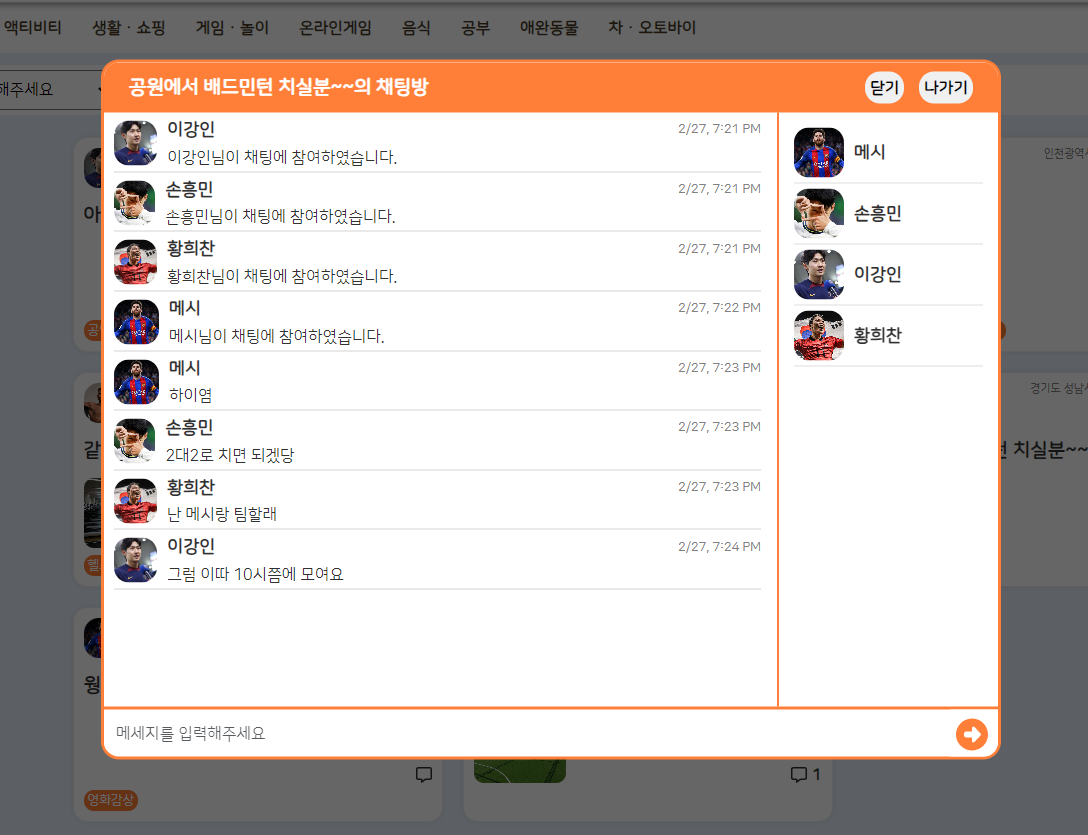 액티비티 생활 · 쇼핑 게임 · 놀이 온라인게임 음식 공부 애완동물 차 · 오토바이
해주세요
공원에서 배드민턴 치실분~~의 채팅방 닫기 나가기
이강인 2/27, 7:21 PM
이강인님이 채팅에 참여하였습니다.
손흥민 2/27, 7:21 PM
손흥민님이 채팅에 참여하였습니다.
황희찬 2/27, 7:21 PM
황희찬님이 채팅에 참여하였습니다.
메시 2/27, 7:22 PM
메시님이 채팅에 참여하였습니다.
메시 2/27, 7:23 PM
하이염
손흥민 2/27, 7:23 PM
2대2로 치면 되겠당
황희찬 2/27, 7:23 PM
난 메시랑 팀할래
이강인 2/27, 7:24 PM
그럼 이따 10시쯤에 모여요
메시
손흥민
이강인
황희찬
메세지를 입력해주세요
인천광역시
아
공
경기도 성남시
같
턴 치실분~~
헬
웡
영화감상
1